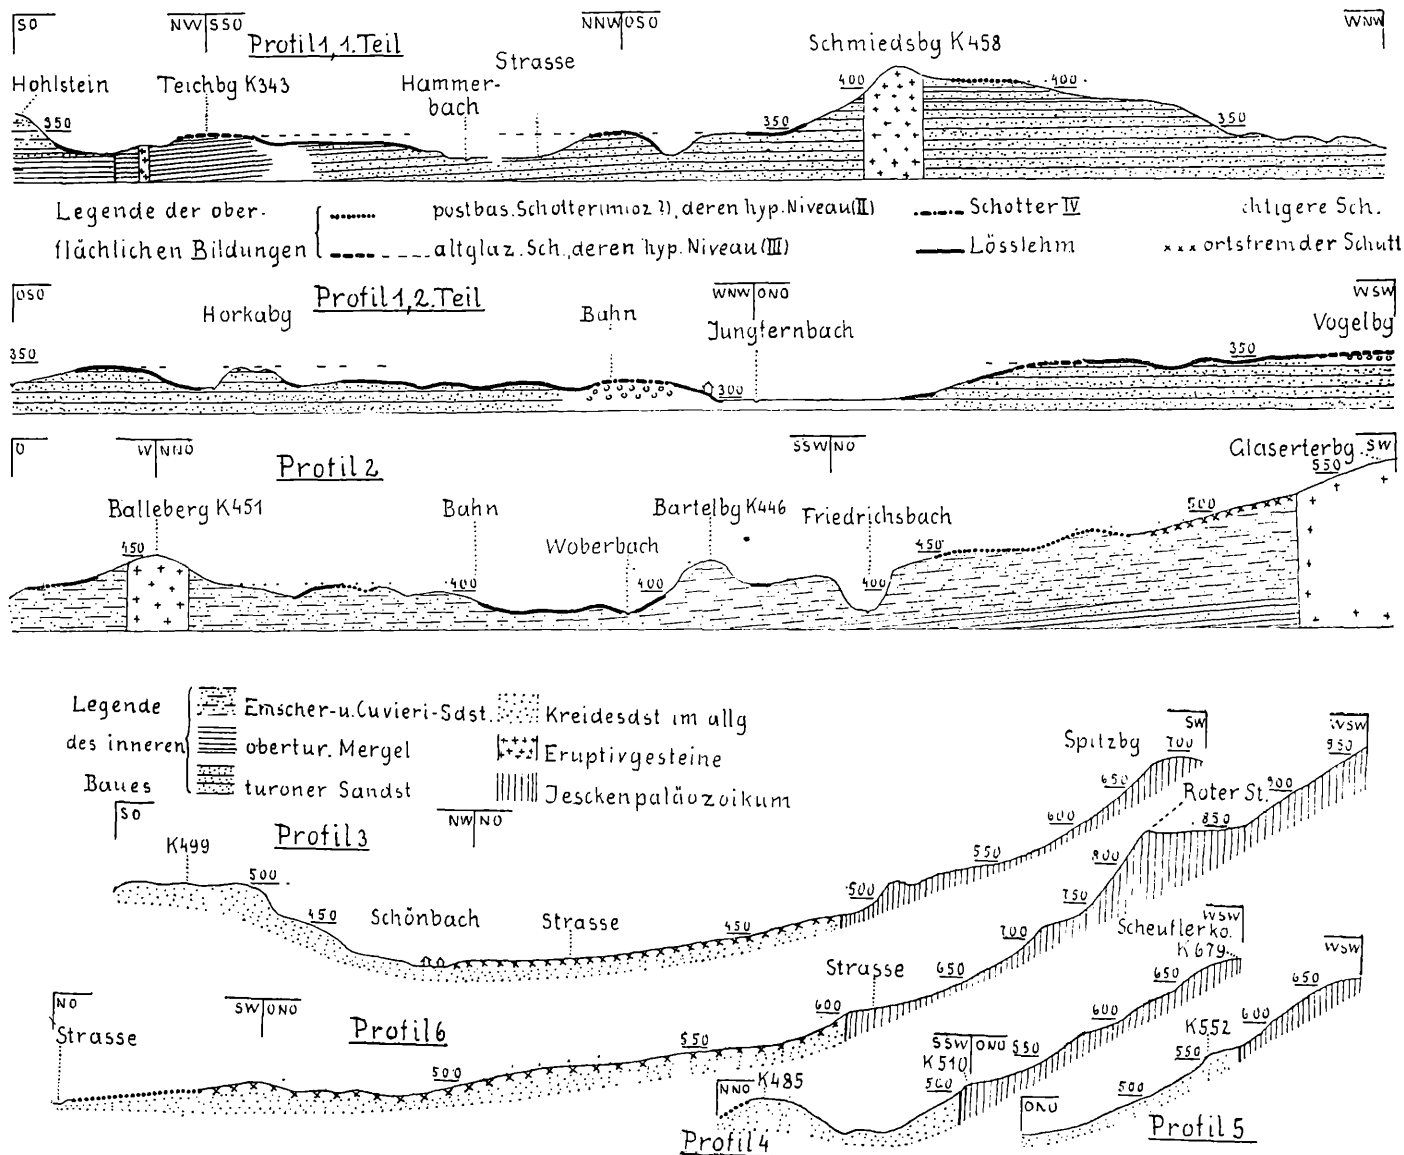 SO
NW SSO
Profil 1, 1. Teil
NNW OSO
Schmiedsbg K458
WNW
Hohlstein
Teichbg K343
Hammer-
bach
Strasse
400
400
350
350
350
Legende der ober-
flächlichen Bildungen
postbas. Schotter (mioz ?), deren hyp. Niveau (II)
altglaz. Sch., deren hyp. Niveau (III)
Schotter IV
Lösslehm
chtigere Sch.
ortsfremder Schutt
OSO
Profil 1, 2. Teil
WNW ONO
WSW
Horkabg
Bahn
Jungfernbach
Vogelbg
350
300
350
O
W NNO
Profil 2
SSW NO
Glaserterbg.
SW
550
Balleberg K451
Bahn
Bartelbg K446
Friedrichsbach
500
Woberbach
450
450
400
400
400
Legende
des inneren
Baues
Emscher- u. Cuvieri-Sdst.
obertur. Mergel
turoner Sandst
Kreidesdst im allg
Eruptivgesteine
Jeschkenpaläozoikum
SO
Profil 3
NW NO
K499
500
450
Schönbach
Strasse
450
500
550
600
650
Spitzbg
700
SW
NO
Strasse
SW ONO
Profil 6
500
550
600
Strasse
650
700
750
800
Roter St.
850
900
950
WSW
NNO
K485
Profil 4
SSW ONO
K510
500
550
600
650
Scheuflerko.
K679
WSW
ONO
Profil 5
500
550
K552
600
650
WSW